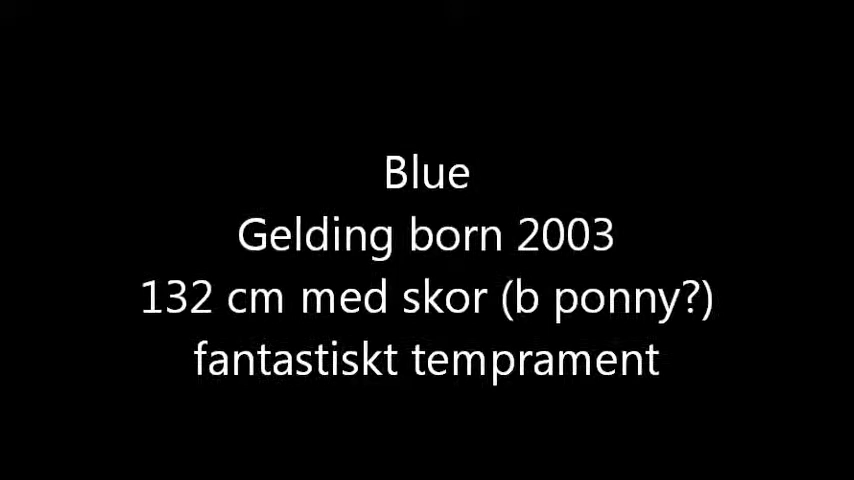 Blue
Gelding born 2003
132 cm med skor (b ponny?)
fantastiskt temprament